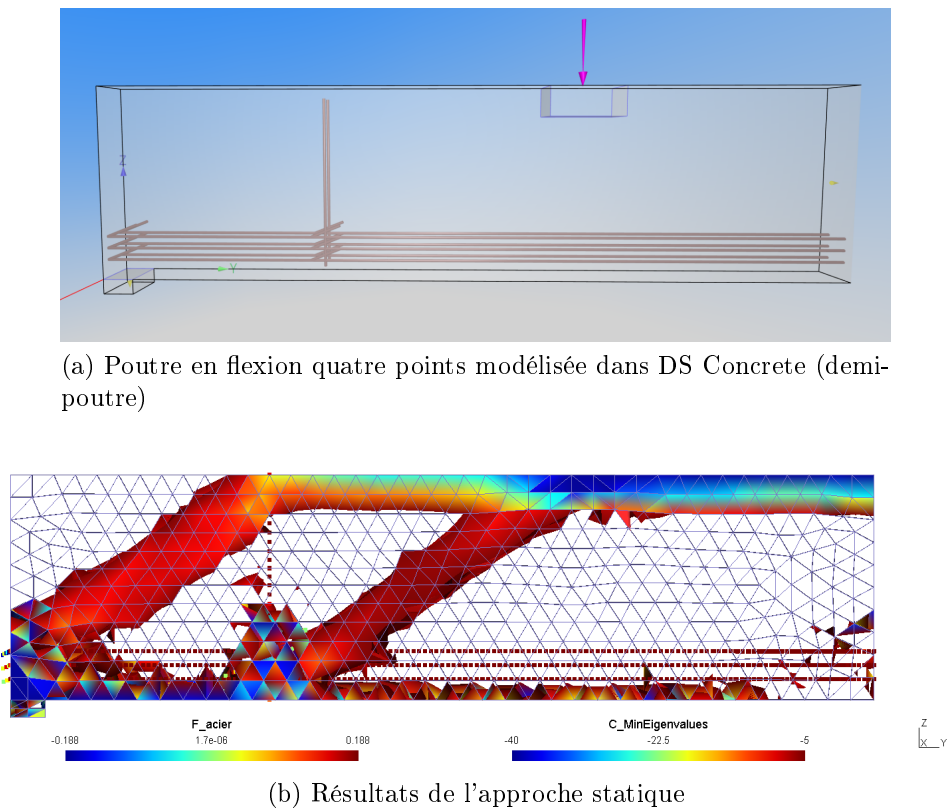 Z
Y
(a) Poutre en flexion quatre points modélisée dans DS Concrete (demi-
poutre)
F_acier
-0.188 1.7e-06 0.188
C_MinEigenvalues
-40 -22.5 -5
Z
X Y
(b) Résultats de l'approche statique